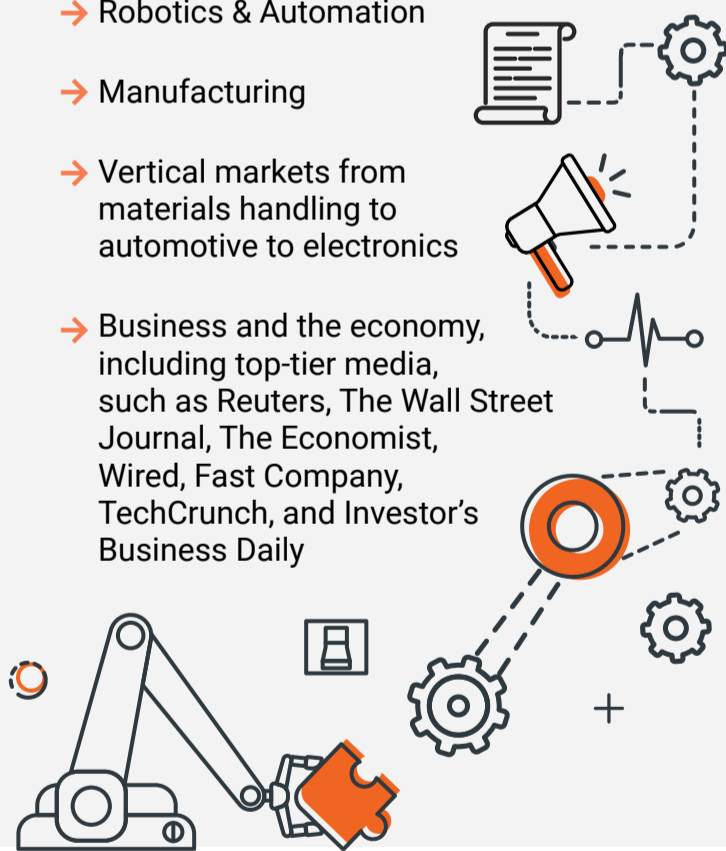 → Robotics & Automation
→ Manufacturing
→ Vertical markets from
materials handling to
automotive to electronics
→ Business and the economy,
including top-tier media,
such as Reuters, The Wall Street
Journal, The Economist,
Wired, Fast Company,
TechCrunch, and Investor’s
Business Daily